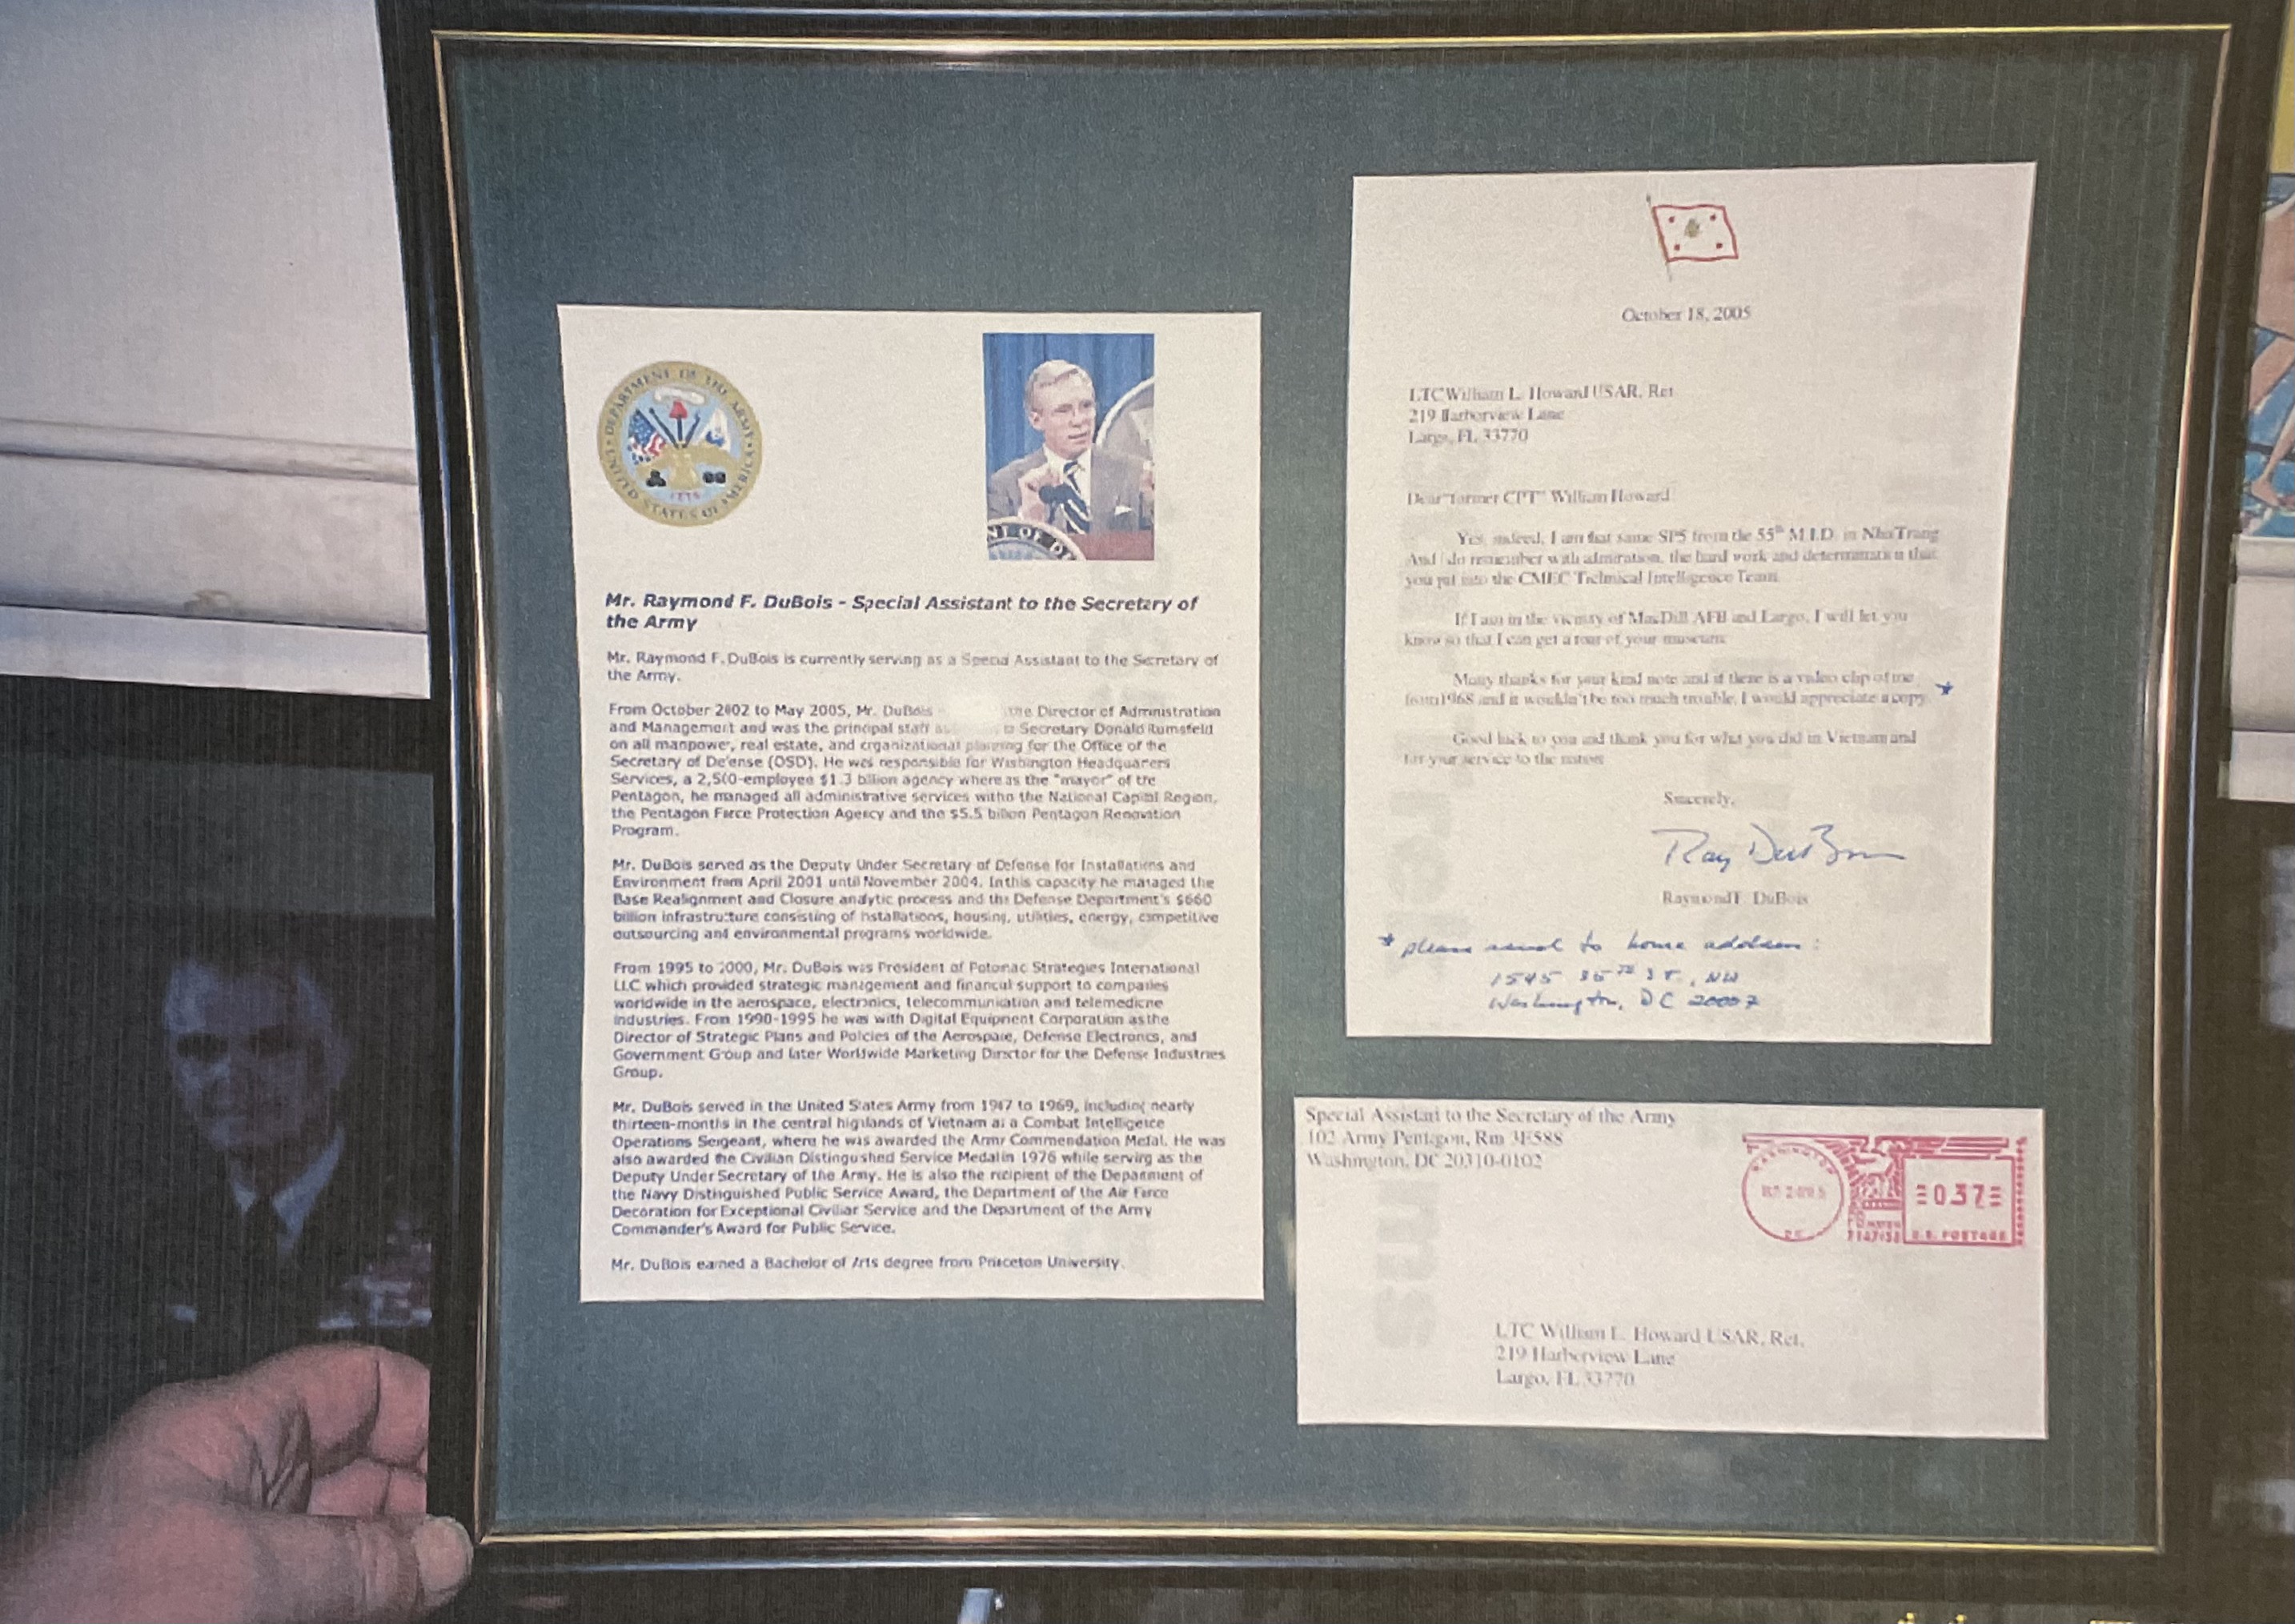 DEPARTMENT OF THE ARMY
UNITED STATES OF AMERICA
1775
Mr. Raymond F. DuBois - Special Assistant to the Secretary of
the Army
Mr. Raymond F. DuBois is currently serving as a Special Assistant to the Secretary of
the Army.
From October 2002 to May 2005, Mr. DuBois the Director of Administration
and Management and was the principal staff Secretary Donald Rumsfeld
on all manpower, real estate, and organizational planning for the Office of the
Secretary of Defense (OSD). He was responsible for Washington Headquarters
Services, a 2,500-employee $1.3 billion agency where as the "mayor" of the
Pentagon, he managed all administrative services within the National Capital Region,
the Pentagon Force Protection Agency and the $5.5 billion Pentagon Renovation
Program.
Mr. DuBois served as the Deputy Under Secretary of Defense for Installations and
Environment from April 2001 until November 2004. In this capacity he managed the
Base Realignment and Closure analytic process and the Defense Department's $660
billion infrastructure consisting of installations, housing, utilities, energy, competitive
outsourcing and environmental programs worldwide.
From 1995 to 2000, Mr. DuBois was President of Potomac Strategies International
LLC which provided strategic management and financial support to companies
worldwide in the aerospace, electronics, telecommunication and telemedicine
industries. From 1990-1995 he was with Digital Equipment Corporation as the
Director of Strategic Plans and Policies of the Aerospace, Defense Electronics, and
Government Group and later Worldwide Marketing Director for the Defense Industries
Group.
Mr. DuBois served in the United States Army from 1967 to 1969, including nearly
thirteen-months in the central highlands of Vietnam as a Combat Intelligence
Operations Sergeant, where he was awarded the Army Commendation Medal. He was
also awarded the Civilian Distinguished Service Medal in 1976 while serving as the
Deputy Under Secretary of the Army. He is also the recipient of the Department of
the Navy Distinguished Public Service Award, the Department of the Air Force
Decoration for Exceptional Civilian Service and the Department of the Army
Commander's Award for Public Service.
Mr. DuBois earned a Bachelor of Arts degree from Princeton University.
October 18, 2005
LTC William L. Howard USAR, Ret
219 Harborview Lane
Largo, FL 33770
Dear "former CPT" William Howard
Yes, indeed, I am that same SP5 from the 55th M.I.D. in Nha Trang
And I do remember with admiration, the hard work and determination that
you put into the CMEC Technical Intelligence Team.
If I am in the vicinity of MacDill AFB and Largo, I will let you
know so that I can get a tour of your museum.
Many thanks for your kind note and if there is a video clip of me
from 1968 and it wouldn't be too much trouble, I would appreciate a copy. *
Good luck to you and thank you for what you did in Vietnam and
for your service to the nation
Sincerely,
Ray DuBois
Raymond F. DuBois
* please send to home address:
1545 35TH ST., NW
Washington, DC 20007
Special Assistant to the Secretary of the Army
102 Army Pentagon, Rm 3E588
Washington, DC 20310-0102
WASHINGTON
DC
037
U.S. POSTAGE
LTC William L. Howard USAR, Ret.
219 Harborview Lane
Largo, FL 33770